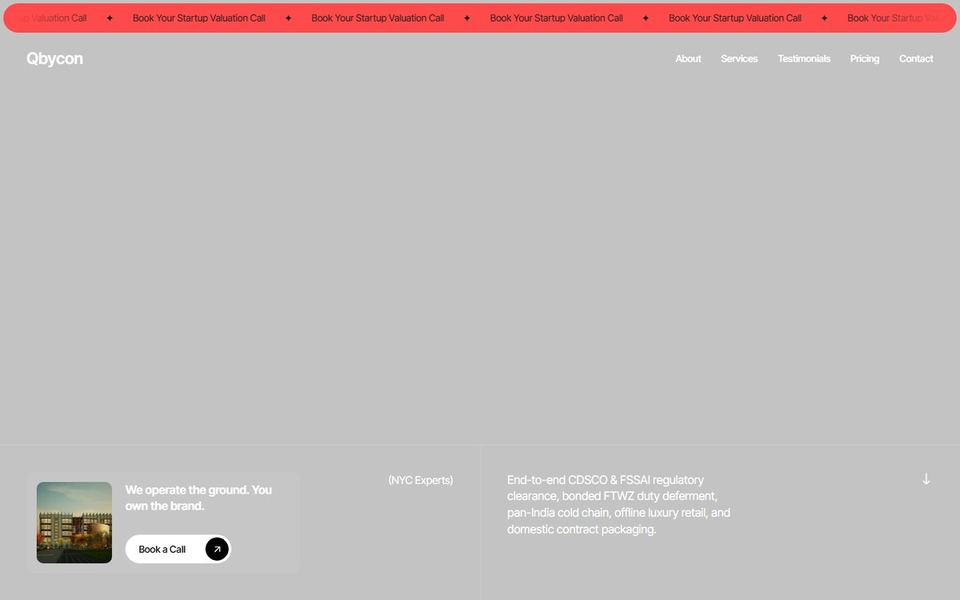 Valuation Call ✦ Book Your Startup Valuation Call ✦ Book Your Startup Valuation Call ✦ Book Your Startup Valuation Call ✦ Book Your Startup Valuation Call ✦ Book Your Startup
Qbycon
About Services Testimonials Pricing Contact
We operate the ground. You
own the brand.
Book a Call
(NYC Experts)
End-to-end CDSCO & FSSAI regulatory
clearance, bonded FTWZ duty deferment,
pan-India cold chain, offline luxury retail, and
domestic contract packaging.